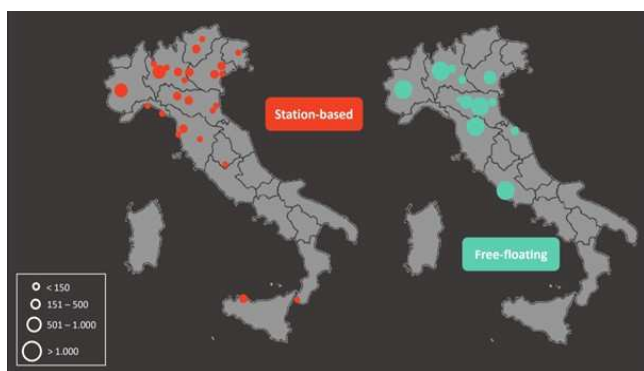 Station-based
Free-floating
< 150
151 – 500
501 – 1.000
> 1.000